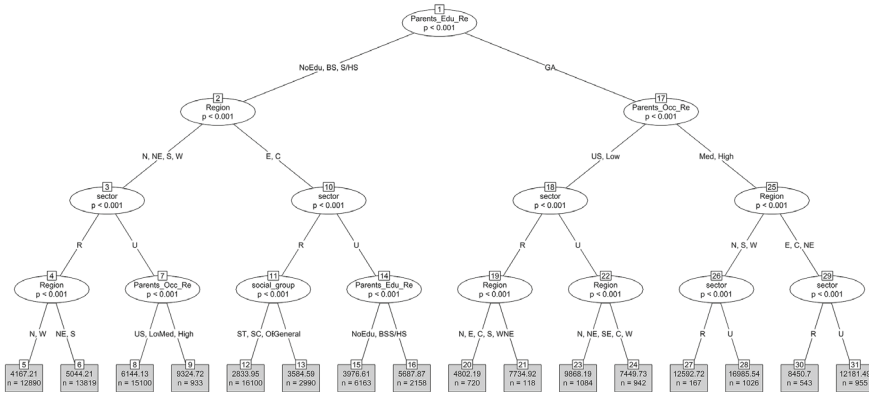 1
Parents_Edu_Re
p < 0.001
NoEdu, BS, S/HS
GA
2
Region
p < 0.001
17
Parents_Occ_Re
p < 0.001
N, NE, S, W
E, C
US, Low
Med, High
3
sector
p < 0.001
10
sector
p < 0.001
18
sector
p < 0.001
25
Region
p < 0.001
R
U
R
U
R
U
N, S, W
E, C, NE
4
Region
p < 0.001
7
Parents_Occ_Re
p < 0.001
11
social_group
p < 0.001
14
Parents_Edu_Re
p < 0.001
19
Region
p < 0.001
22
Region
p < 0.001
26
sector
p < 0.001
29
sector
p < 0.001
N, W
NE, S
US, Low
Med, High
ST, SC, O
General
NoEdu, BS
S/HS
N, E, C, S, W
NE
N, NE, S
E, C, W
R
U
R
U
5
4167.21
n = 12890
6
5044.21
n = 13819
8
6144.13
n = 15100
9
9324.72
n = 933
12
2833.95
n = 16100
13
3584.59
n = 2990
15
3976.61
n = 6163
16
5687.87
n = 2158
20
4802.19
n = 720
21
7734.92
n = 118
23
9868.19
n = 1084
24
7449.73
n = 942
27
12592.72
n = 167
28
16985.54
n = 1026
30
8450.7
n = 543
31
12181.49
n = 955